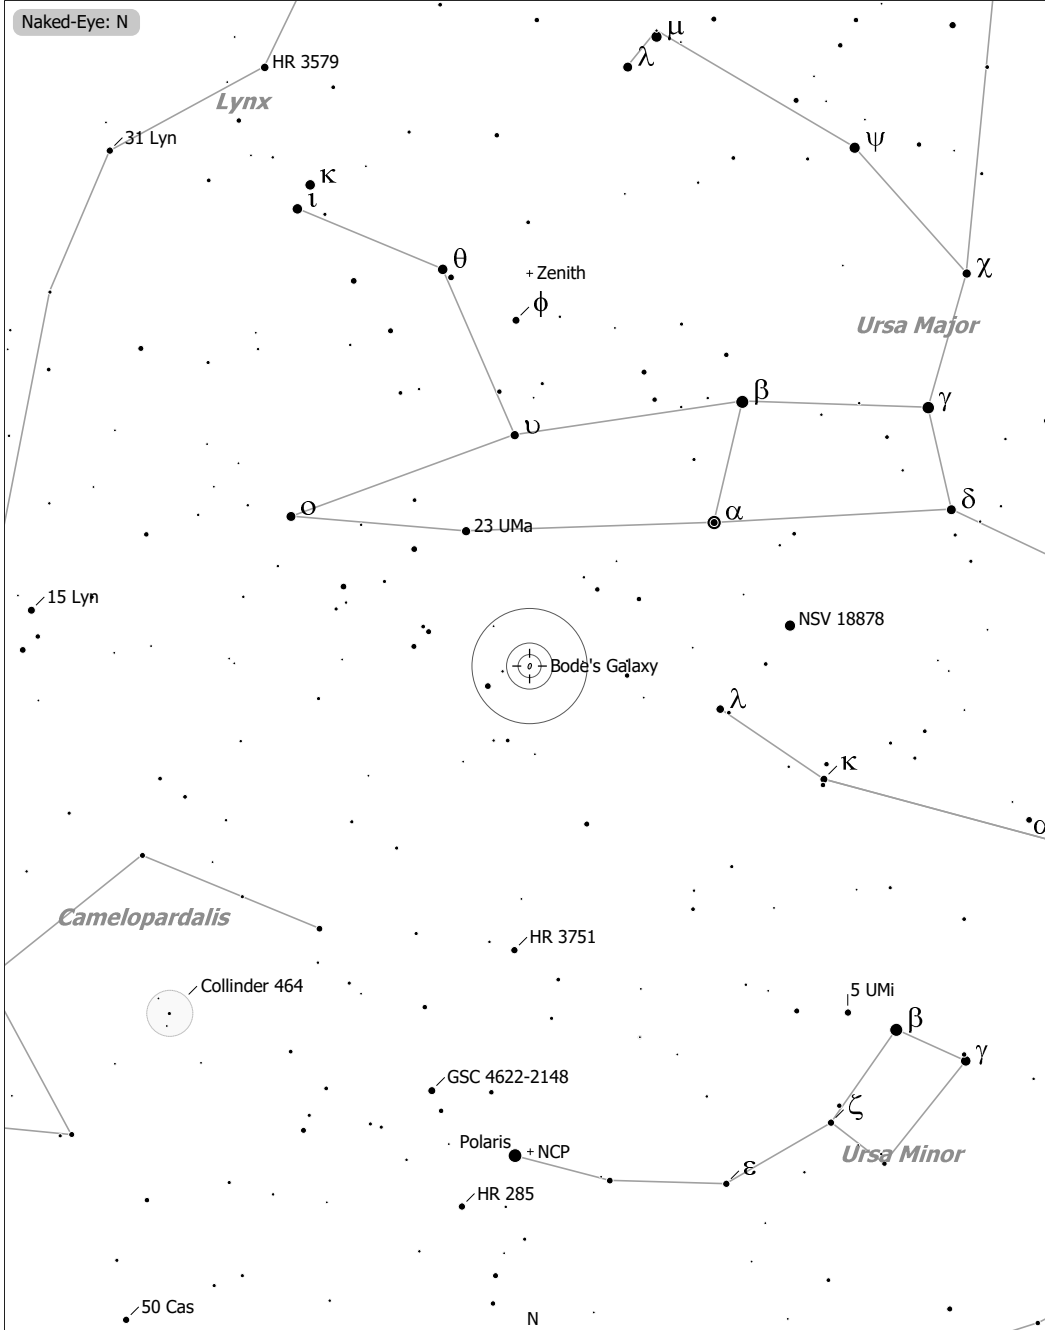 Naked-Eye: N
μ
λ
HR 3579
Lynx
31 Lyn
ψ
κ
ι
θ
Zenith
χ
ϕ
Ursa Major
β
γ
υ
ο
23 UMa
α
δ
15 Lyn
NSV 18878
Bode's Galaxy
λ
κ
α
Camelopardalis
HR 3751
Collinder 464
5 UMi
β
γ
GSC 4622-2148
ζ
Polaris
NCP
Ursa Minor
ε
HR 285
50 Cas
N